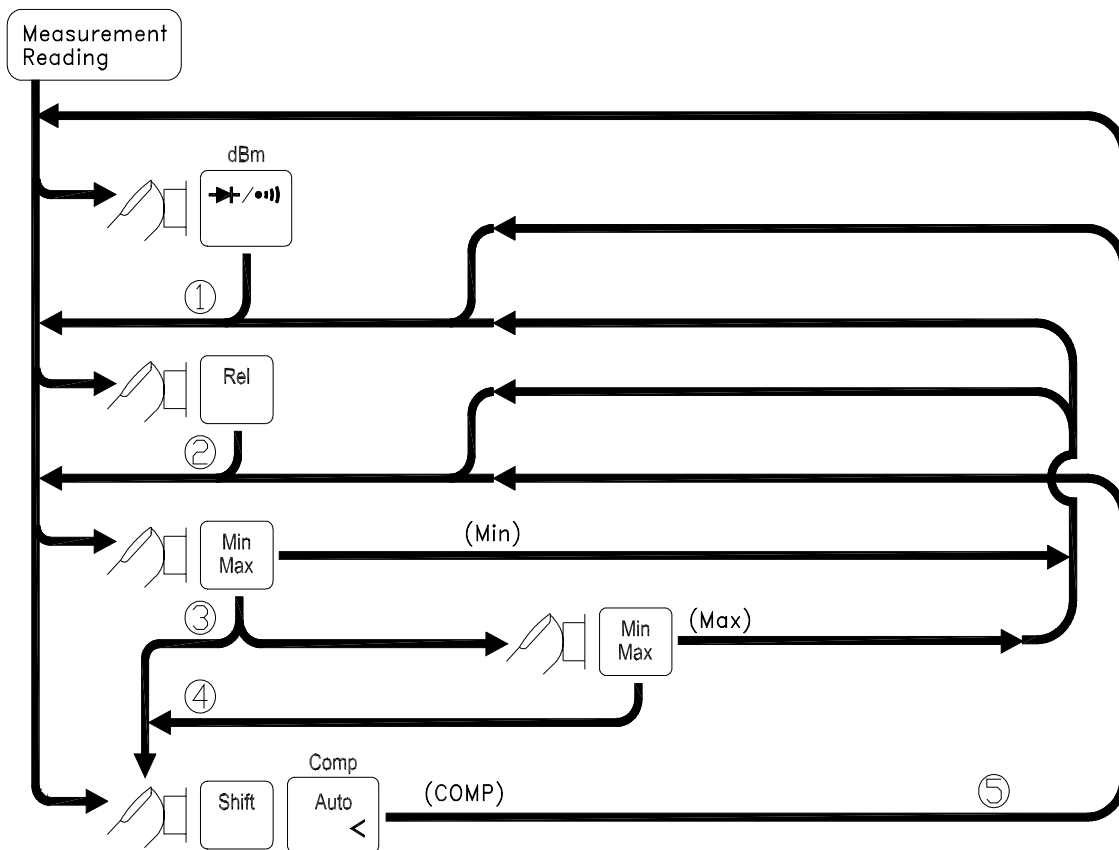 Measurement
Reading
dBm
①
Rel
②
Min
Max
(Min)
③
Min
Max
(Max)
④
Shift
Comp
Auto
<
(COMP)
⑤